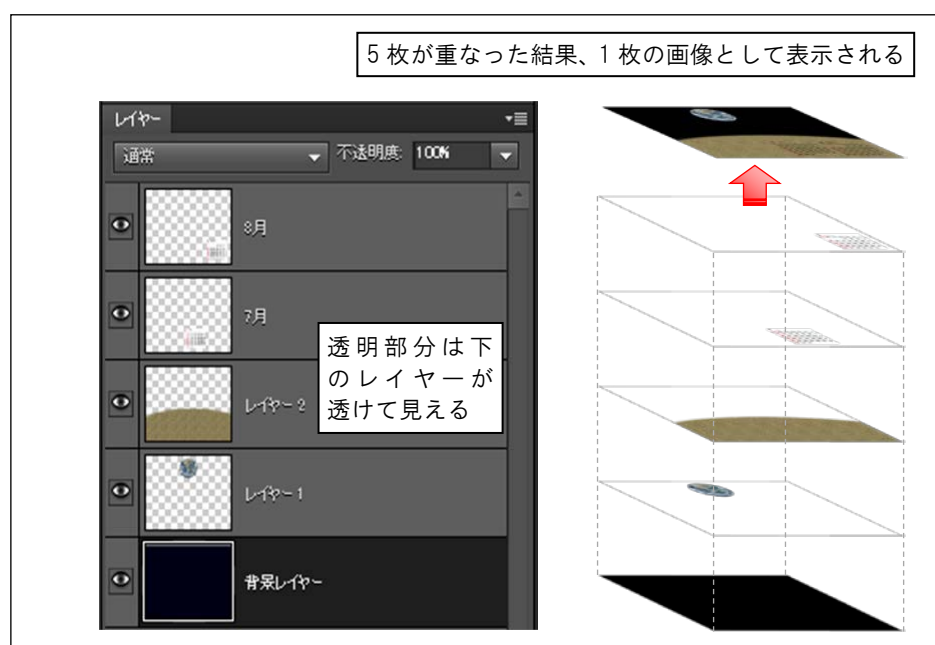 5枚が重なった結果、1枚の画像として表示される
レイヤー
通常
不透明度: 100%
8月
7月
透明部分は下
のレイヤーが
透けて見える
レイヤー 2
レイヤー 1
背景レイヤー